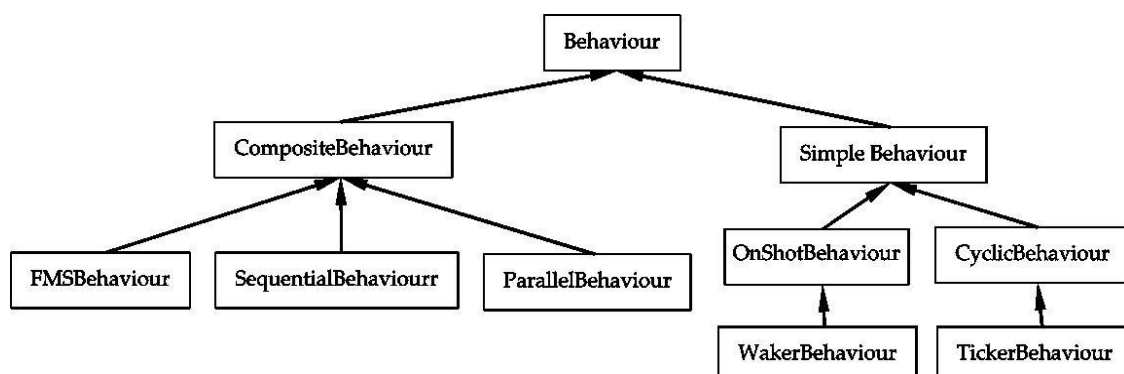 Behaviour
CompositeBehaviour
Simple Behaviour
FMSBehaviour
SequentialBehaviourr
ParallelBehaviour
OnShotBehaviour
CyclicBehaviour
WakerBehaviour
TickerBehaviour